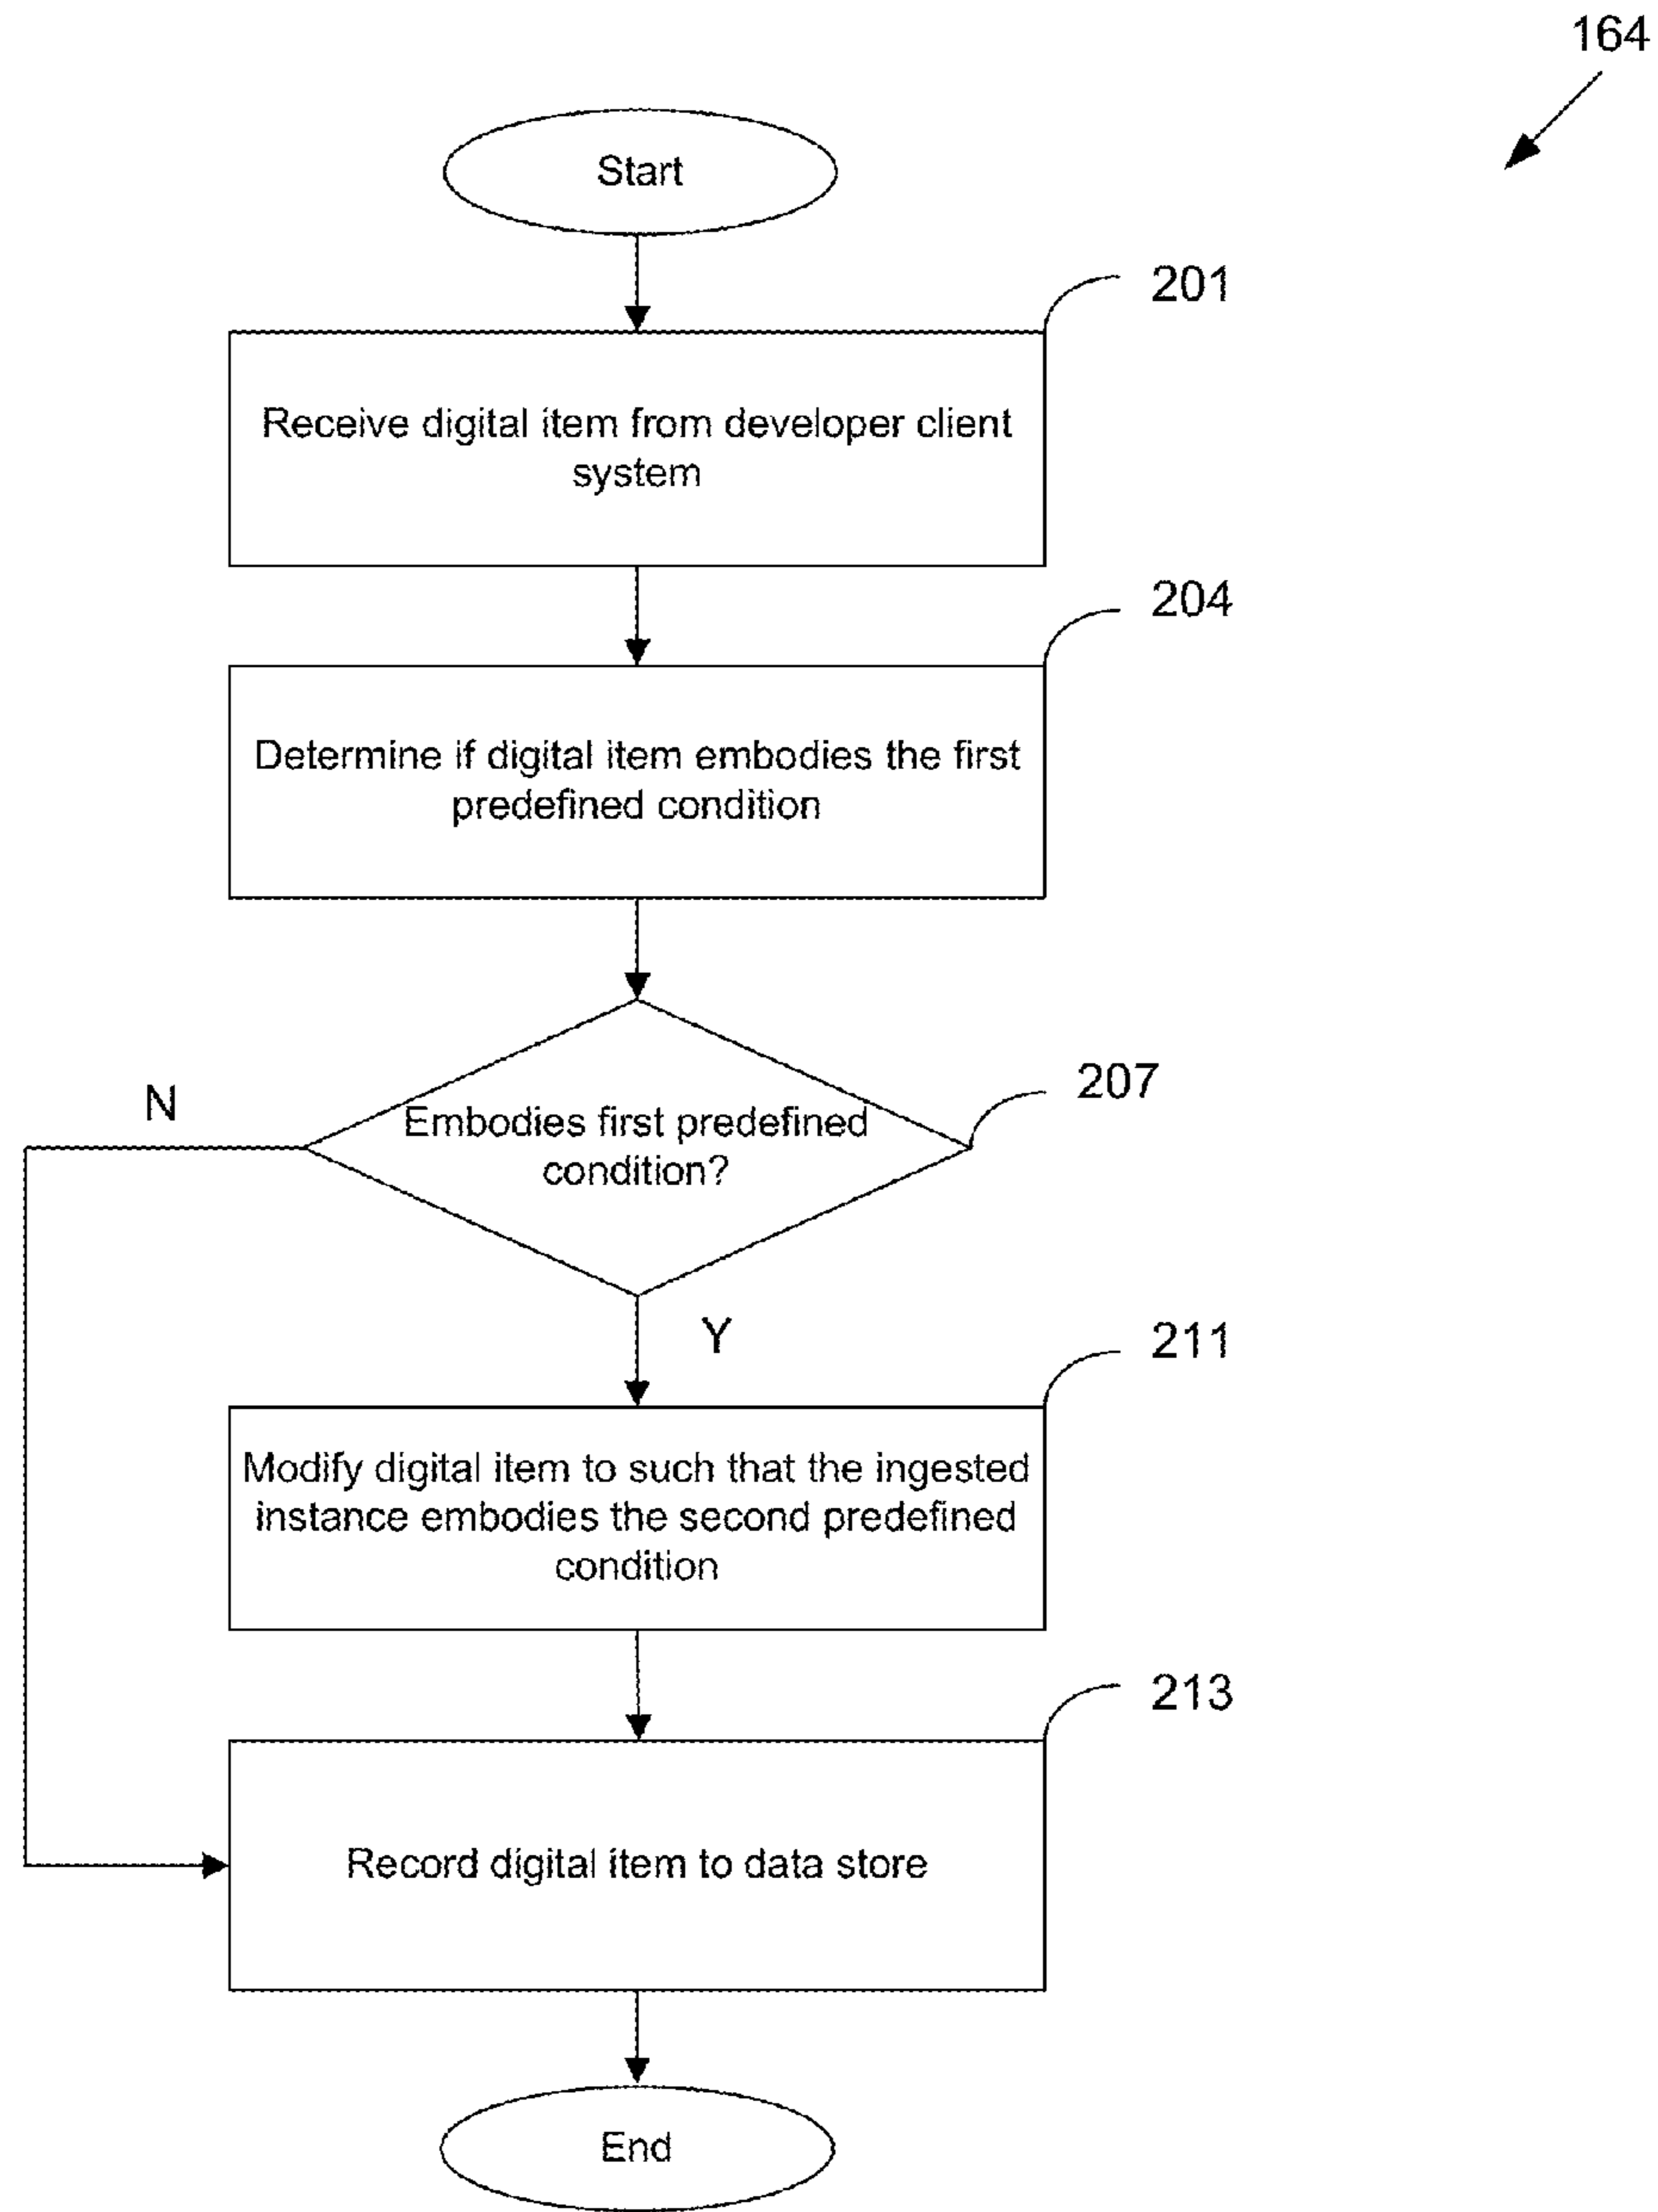 164
Start
201
Receive digital item from developer client
system
204
Determine if digital item embodies the first
predefined condition
207
N
Embodies first predefined
condition?
Y
211
Modify digital item to such that the ingested
instance embodies the second predefined
condition
213
Record digital item to data store
End